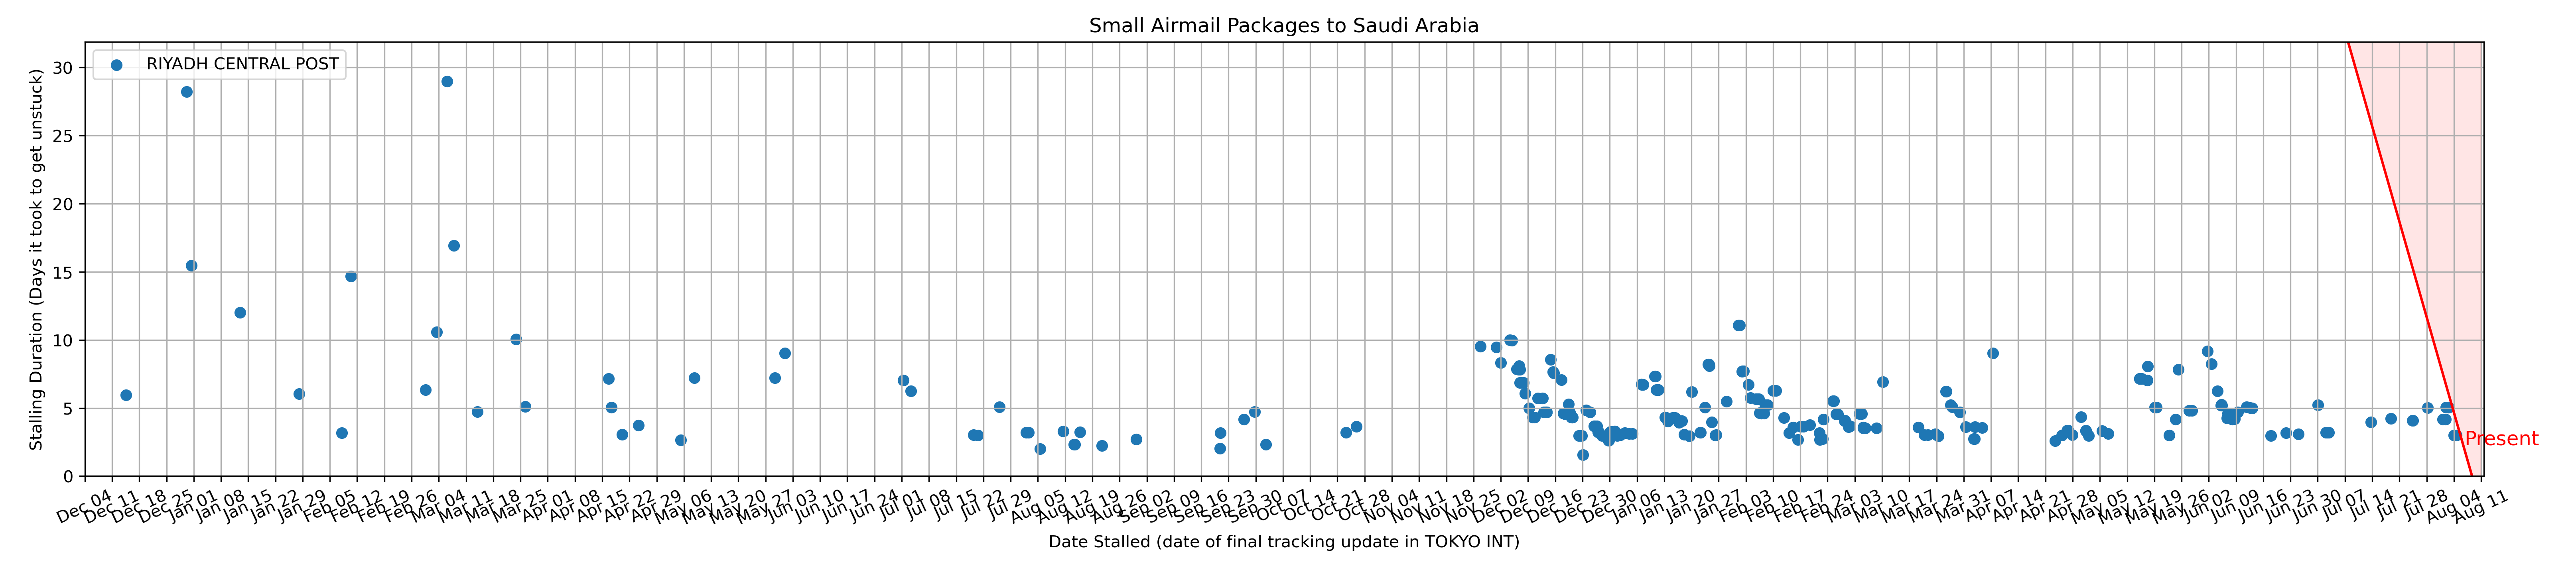 Small Airmail Packages to Saudi Arabia
RIYADH CENTRAL POST
Stalling Duration (Days it took to get unstuck)
30
25
20
15
10
5
0
Present
Dec 04 Dec 11 Dec 18 Dec 25 Jan 01 Jan 08 Jan 15 Jan 22 Jan 29 Feb 05 Feb 12 Feb 19 Feb 26 Mar 04 Mar 11 Mar 18 Mar 25 Apr 01 Apr 08 Apr 15 Apr 22 Apr 29 May 06 May 13 May 20 May 27 Jun 03 Jun 10 Jun 17 Jun 24 Jul 01 Jul 08 Jul 15 Jul 22 Jul 29 Aug 05 Aug 12 Aug 19 Aug 26 Sep 02 Sep 09 Sep 16 Sep 23 Sep 30 Oct 07 Oct 14 Oct 21 Oct 28 Nov 04 Nov 11 Nov 18 Nov 25 Dec 02 Dec 09 Dec 16 Dec 23 Dec 30 Jan 06 Jan 13 Jan 20 Jan 27 Feb 03 Feb 10 Feb 17 Feb 24 Mar 03 Mar 10 Mar 17 Mar 24 Mar 31 Apr 07 Apr 14 Apr 21 Apr 28 May 05 May 12 May 19 May 26 Jun 02 Jun 09 Jun 16 Jun 23 Jun 30 Jul 07 Jul 14 Jul 21 Jul 28 Aug 04 Aug 11
Date Stalled (date of final tracking update in TOKYO INT)